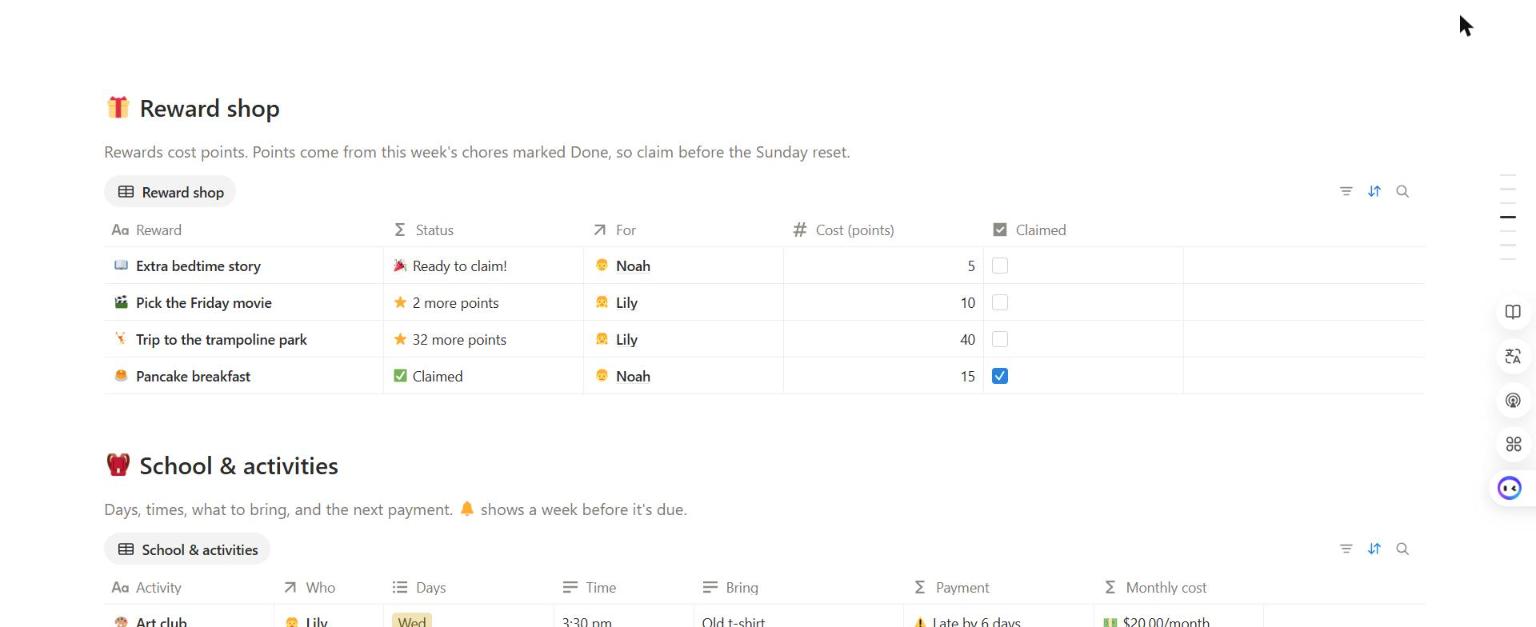 Reward shop
Rewards cost points. Points come from this week's chores marked Done, so claim before the Sunday reset.
Reward shop
Aa Reward Σ Status For # Cost (points) Claimed
Extra bedtime story Ready to claim! Noah 5
Pick the Friday movie 2 more points Lily 10
Trip to the trampoline park 32 more points Lily 40
Pancake breakfast Claimed Noah 15
School & activities
Days, times, what to bring, and the next payment. 🔔 shows a week before it's due.
School & activities
Aa Activity Who Days Time Bring Σ Payment Σ Monthly cost
Art club Lily Wed 3:30 pm Old t-shirt Late by 6 days $20.00/month